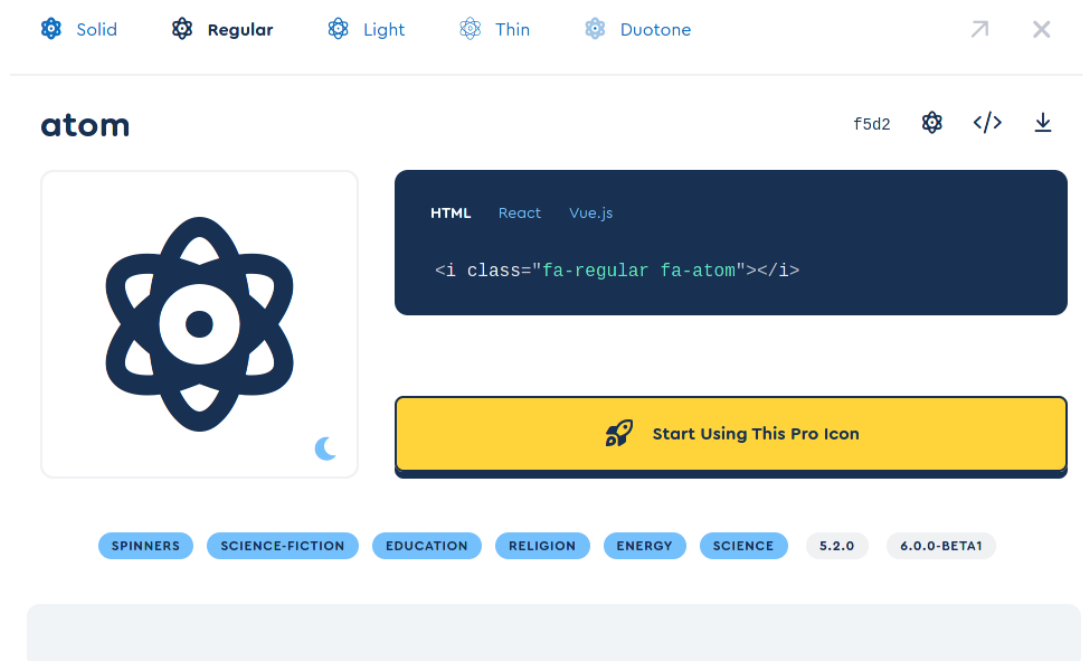 Solid Regular Light Thin Duotone
atom
f5d2 </>
HTML React Vue.js
<i class="fa-regular fa-atom"></i>
Start Using This Pro Icon
SPINNERS SCIENCE-FICTION EDUCATION RELIGION ENERGY SCIENCE 5.2.0 6.0.0-BETA1